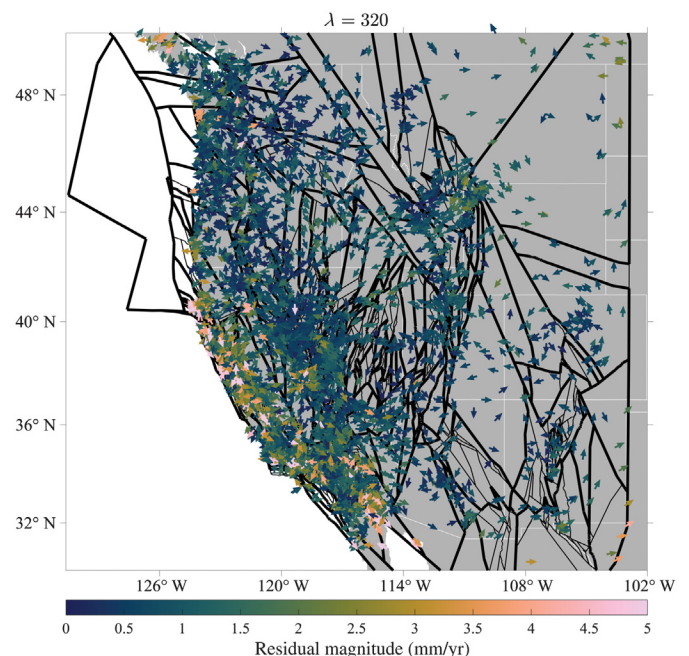 λ = 320
48° N
44° N
40° N
36° N
32° N
126° W 120° W 114° W 108° W 102° W
0 0.5 1 1.5 2 2.5 3 3.5 4 4.5 5
Residual magnitude (mm/yr)